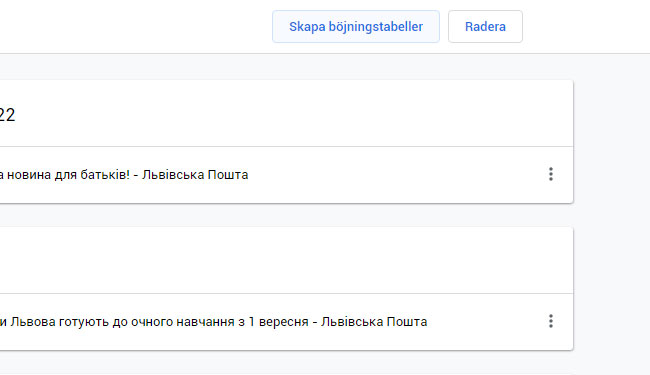 Skapa böjningstabeller Radera
22
новина для батьків! - Львівська Пошта
Львова готують до очного навчання з 1 вересня - Львівська Пошта